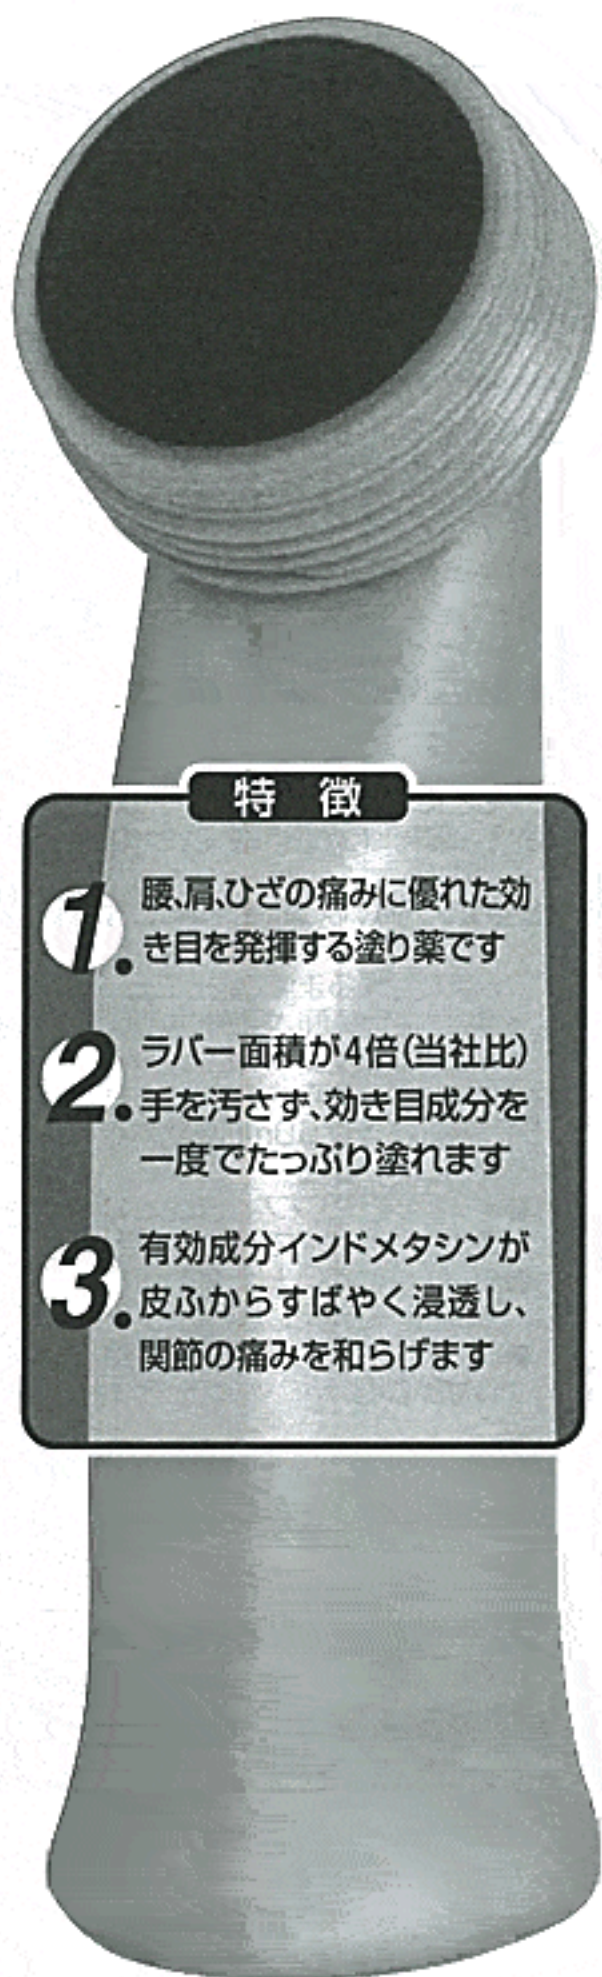 特 徴
1. 腰、肩、ひざの痛みに優れた効
き目を発揮する塗り薬です
2. ラバー面積が4倍(当社比)
手を汚さず、効き目成分を
一度でたっぷり塗れます
3. 有効成分インドメタシンが
皮ふからすばやく浸透し、
関節の痛みを和らげます